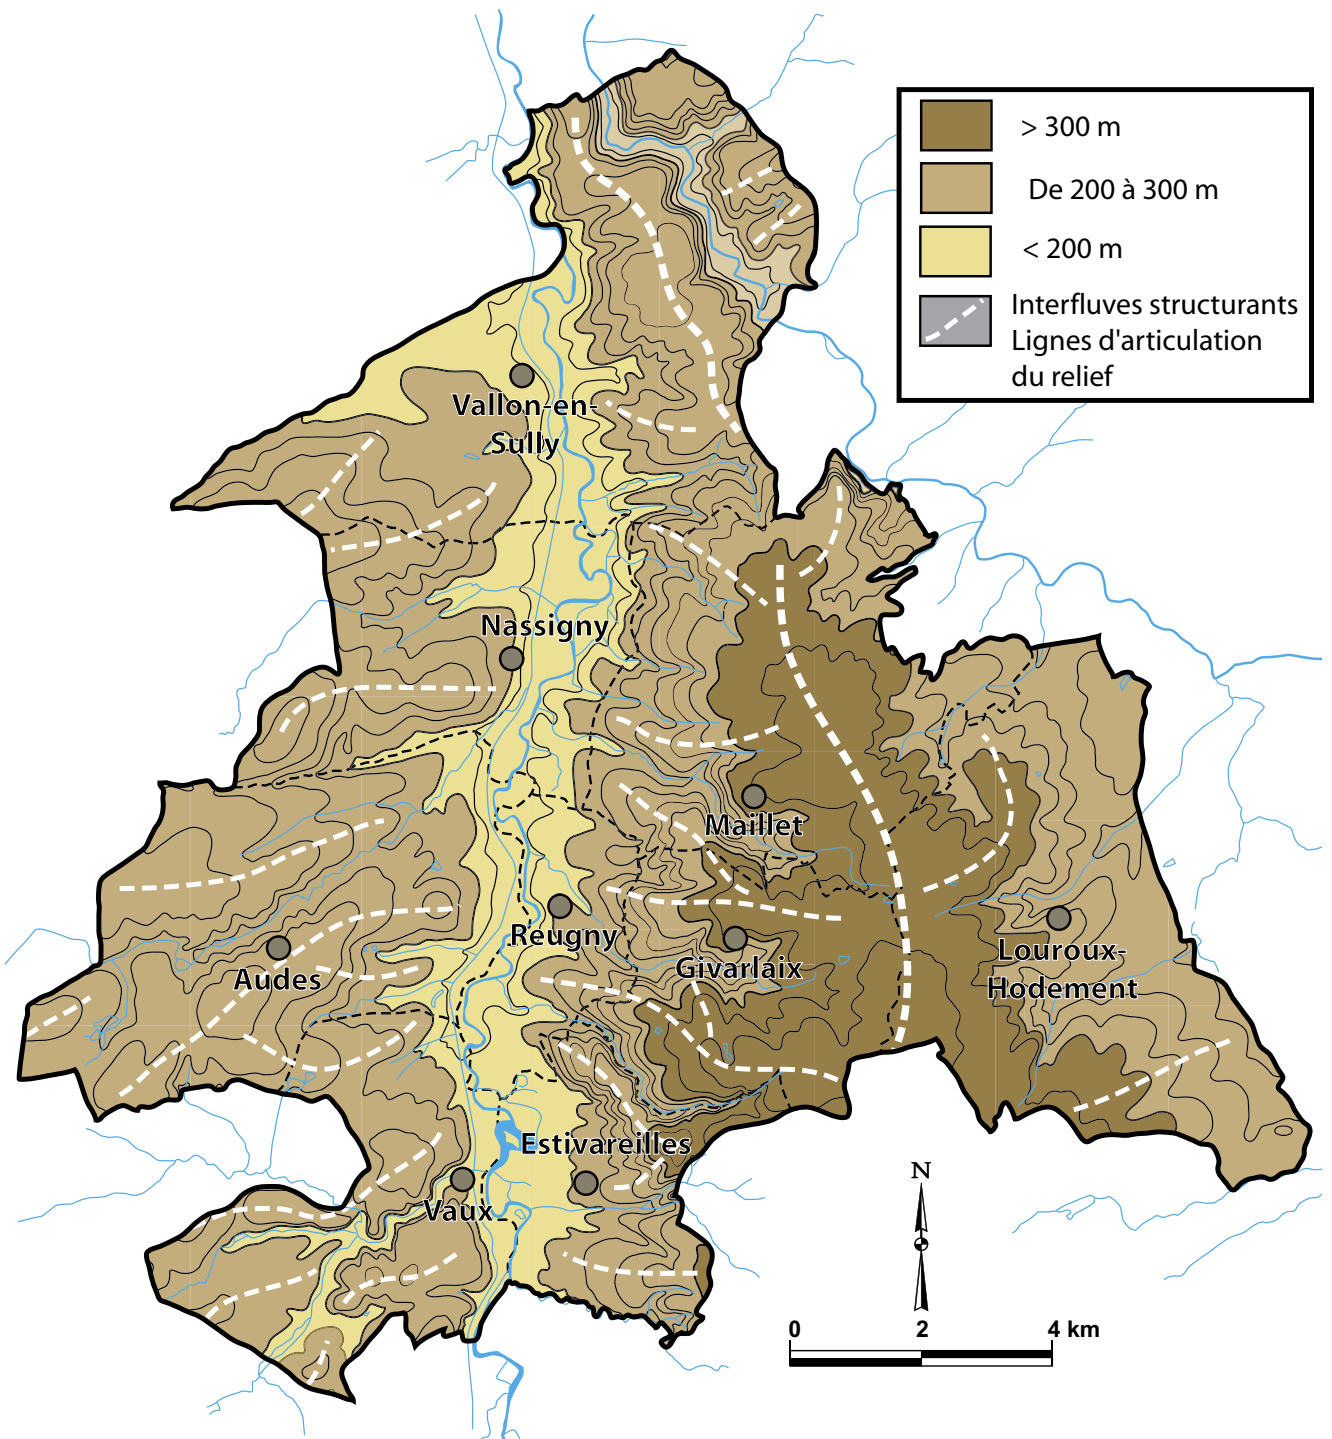 > 300 m
De 200 à 300 m
< 200 m
Interfluves structurants
Lignes d'articulation
du relief
Vallon-en-
Sully
Nassigny
Maillet
Reugny
Givarlaix
Louroux-
Hodement
Audes
Estivareilles
Vaux
N
0 2 4 km